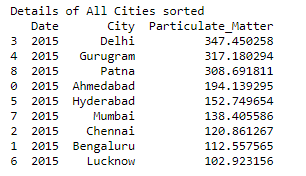 Details of All Cities sorted
Date City Particulate_Matter
3 2015 Delhi 347.450258
4 2015 Gurugram 317.180294
8 2015 Patna 308.691811
0 2015 Ahmedabad 194.139295
5 2015 Hyderabad 152.749654
7 2015 Mumbai 138.405586
2 2015 Chennai 120.861267
1 2015 Bengaluru 112.557565
6 2015 Lucknow 102.923156